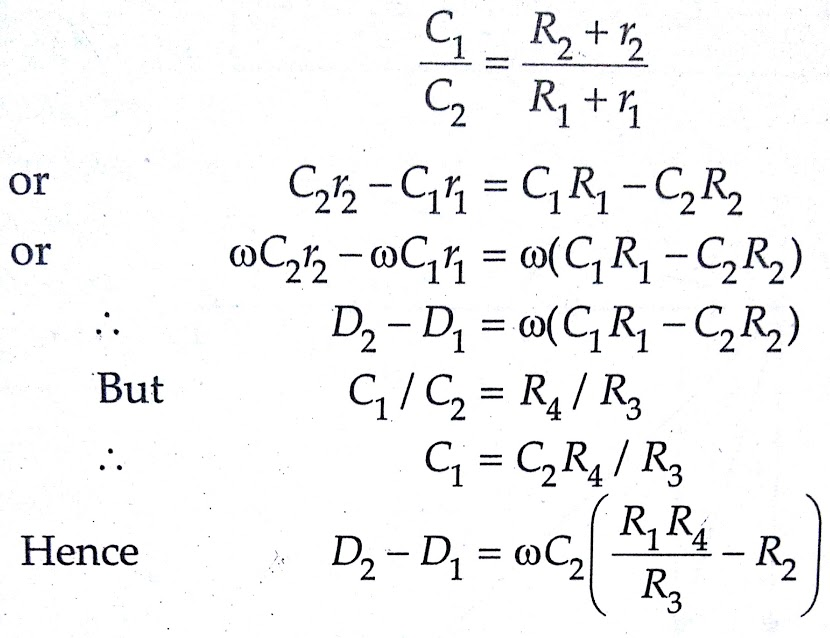 C₁/C₂ = (R₂ + r₂)/(R₁ + r₁)
or C₂r₂ − C₁r₁ = C₁R₁ − C₂R₂
or ωC₂r₂ − ωC₁r₁ = ω(C₁R₁ − C₂R₂)
∴ D₂ − D₁ = ω(C₁R₁ − C₂R₂)
But C₁ / C₂ = R₄ / R₃
∴ C₁ = C₂R₄ / R₃
Hence D₂ − D₁ = ωC₂(R₁R₄/R₃ − R₂)